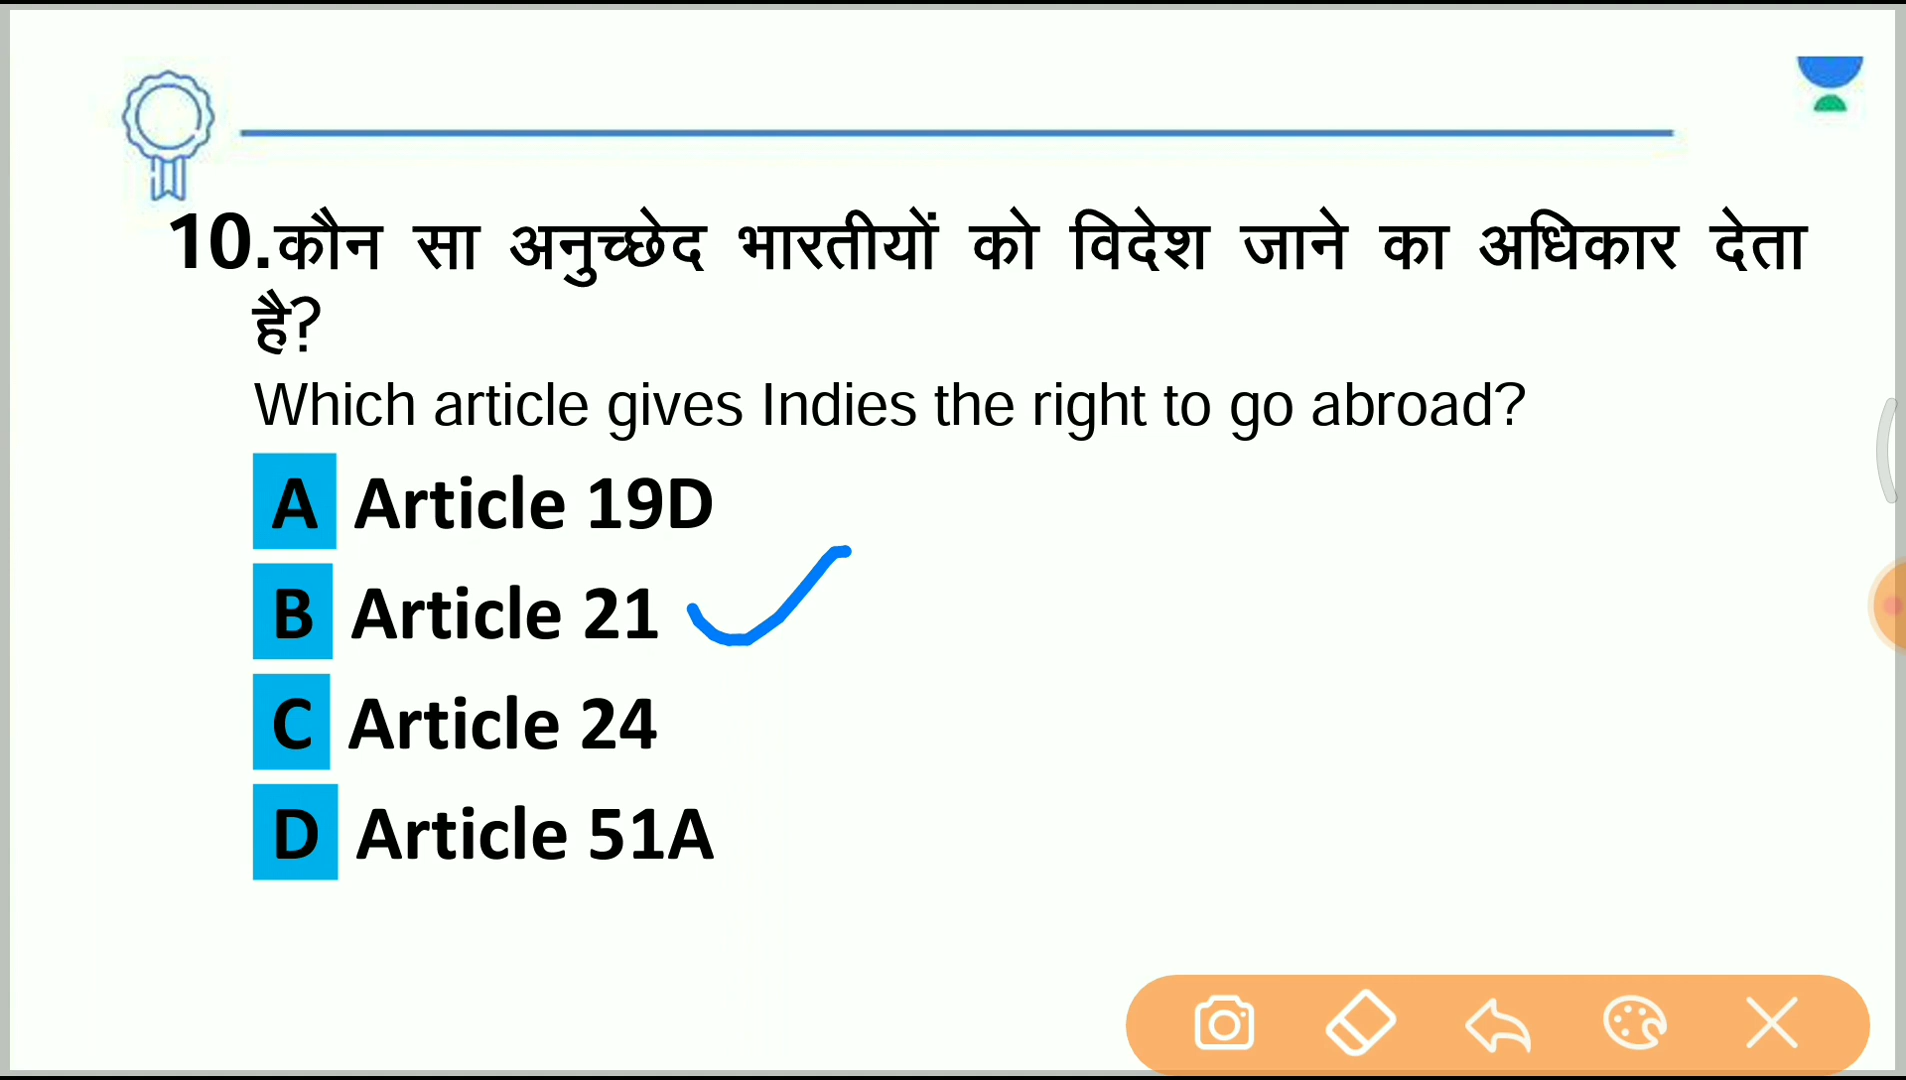 10.कौन सा अनुच्छेद भारतीयों को विदेश जाने का अधिकार देता
है?
Which article gives Indies the right to go abroad?
A Article 19D
B Article 21
C Article 24
D Article 51A